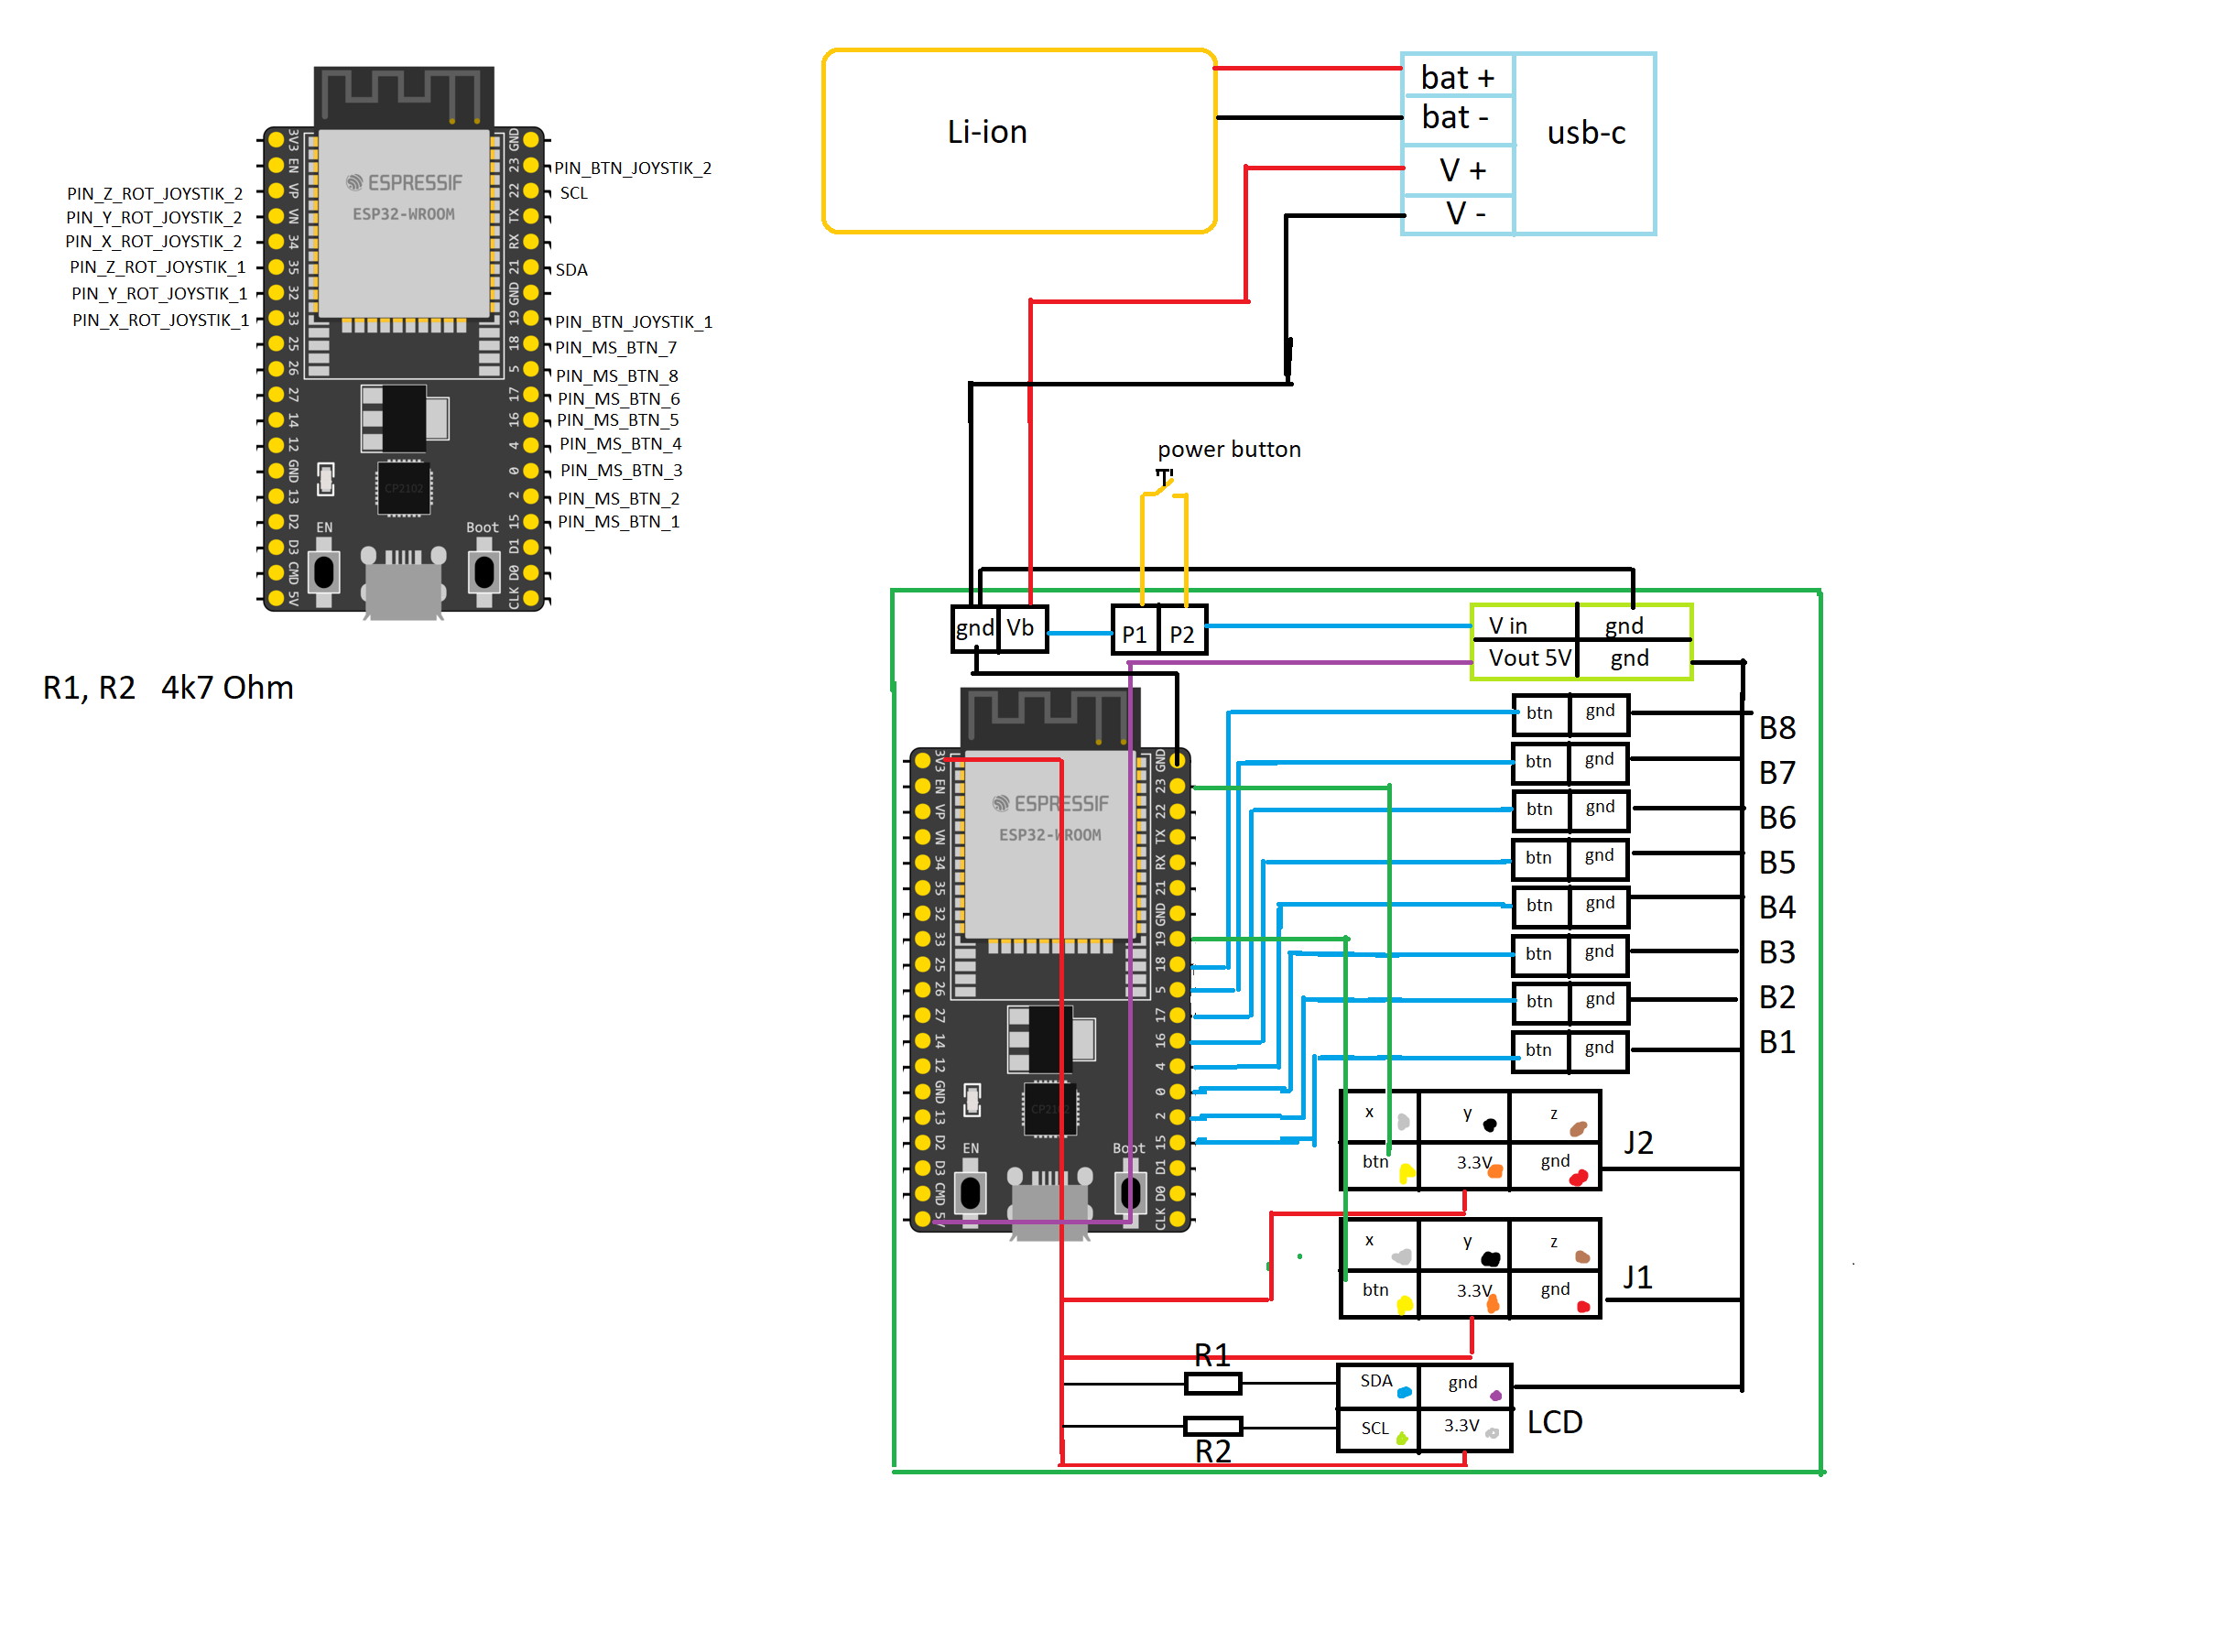 3V3
EN
VP
VN
34
35
32
33
25
26
27
14
12
GND
13
D2
D3
CMD
5V
GND
23
22
TX
RX
21
GND
19
18
5
17
16
4
0
2
15
D1
D0
CLK
ESPRESSIF
ESP32-WROOM
CP2102
EN
Boot
PIN_Z_ROT_JOYSTIK_2
PIN_Y_ROT_JOYSTIK_2
PIN_X_ROT_JOYSTIK_2
PIN_Z_ROT_JOYSTIK_1
PIN_Y_ROT_JOYSTIK_1
PIN_X_ROT_JOYSTIK_1
PIN_BTN_JOYSTIK_2
SCL
SDA
PIN_BTN_JOYSTIK_1
PIN_MS_BTN_7
PIN_MS_BTN_8
PIN_MS_BTN_6
PIN_MS_BTN_5
PIN_MS_BTN_4
PIN_MS_BTN_3
PIN_MS_BTN_2
PIN_MS_BTN_1
R1, R2 4k7 Ohm
Li-ion
bat +
bat -
V +
V -
usb-c
power button
gnd Vb
P1 P2
V in gnd
Vout 5V gnd
3V3
EN
VP
VN
34
35
32
33
25
26
27
14
12
GND
13
D2
D3
CMD
5V
GND
23
22
TX
RX
21
GND
19
18
5
17
16
4
0
2
15
D1
D0
CLK
ESPRESSIF
ESP32-WROOM
CP2102
EN
Boot
btn gnd B8
btn gnd B7
btn gnd B6
btn gnd B5
btn gnd B4
btn gnd B3
btn gnd B2
btn gnd B1
x y z
btn 3.3V gnd
J2
x y z
btn 3.3V gnd
J1
R1
R2
SDA gnd
SCL 3.3V
LCD